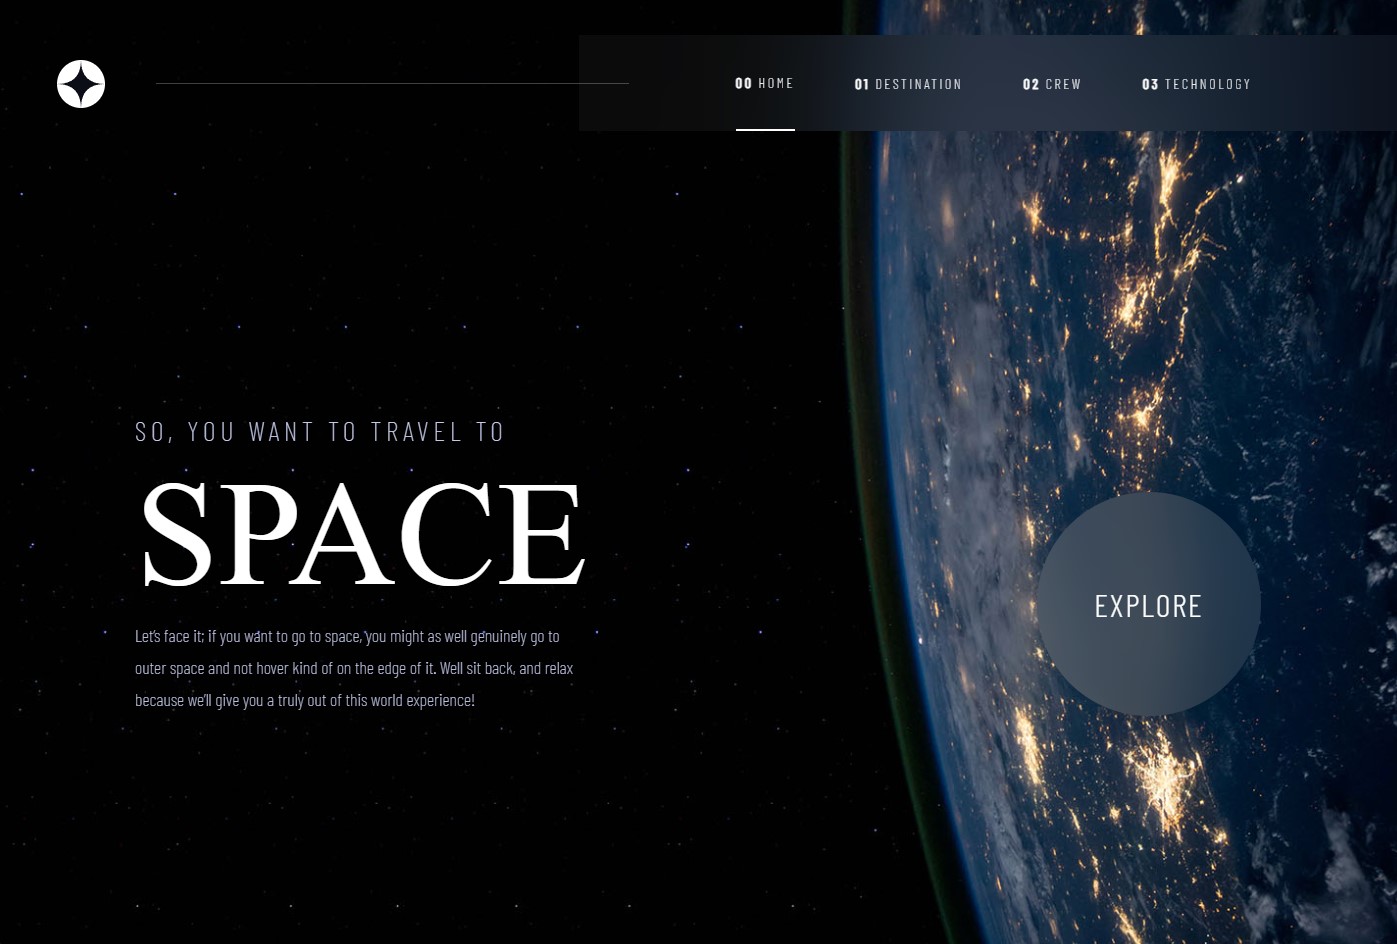 00 HOME 01 DESTINATION 02 CREW 03 TECHNOLOGY
SO, YOU WANT TO TRAVEL TO
SPACE
Let’s face it; if you want to go to space, you might as well genuinely go to
outer space and not hover kind of on the edge of it. Well sit back, and relax
because we’ll give you a truly out of this world experience!
EXPLORE